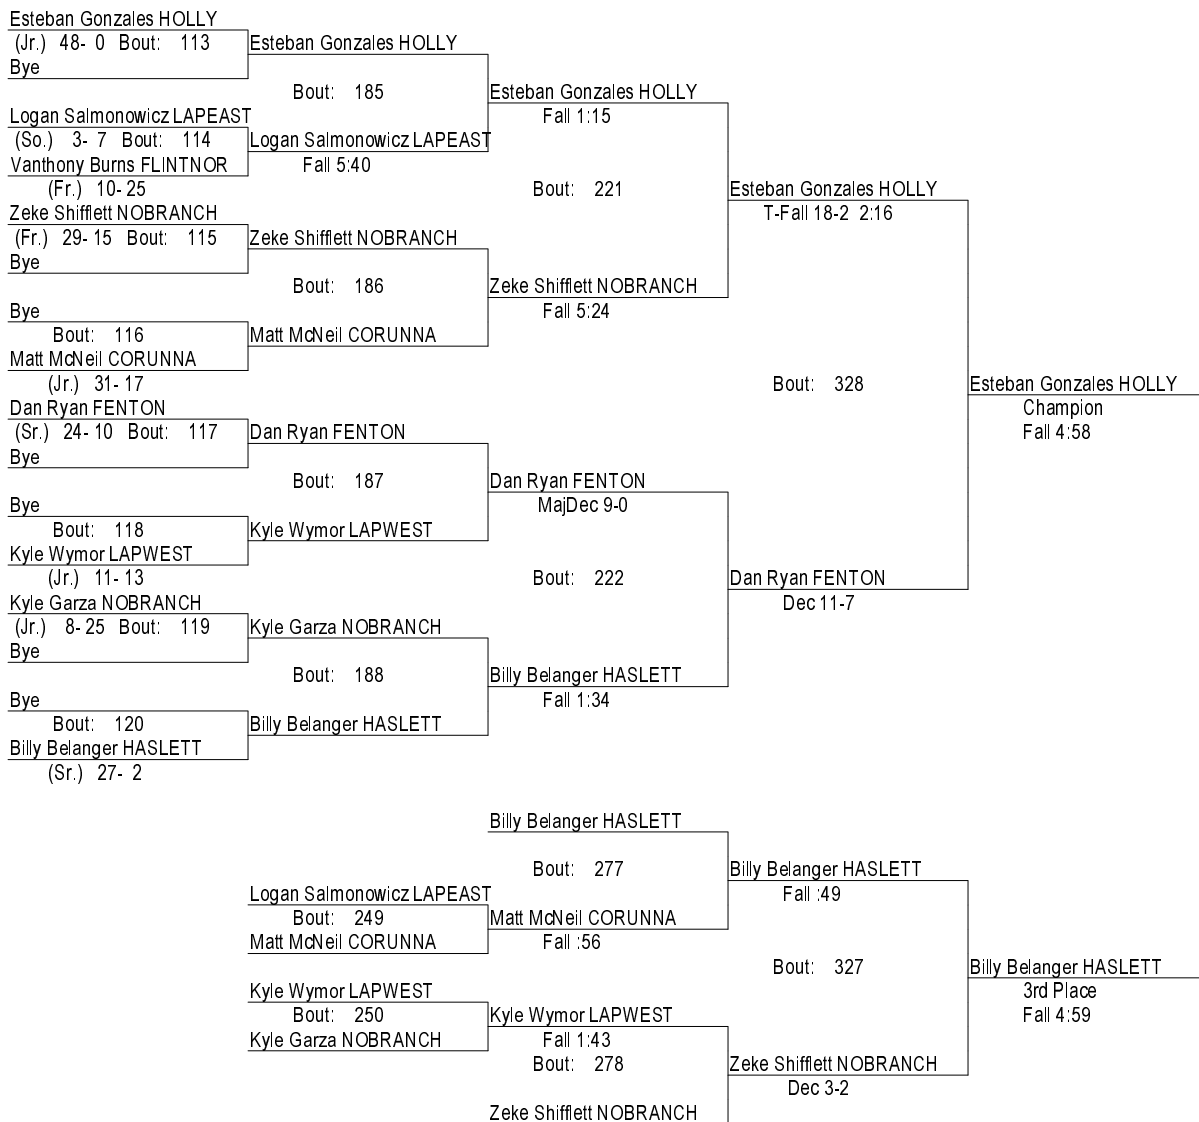 Esteban Gonzales HOLLY
(Jr.) 48- 0 Bout: 113
Esteban Gonzales HOLLY
Bye
Bout: 185
Esteban Gonzales HOLLY
Fall 1:15
Logan Salmonowicz LAPEAST
(So.) 3- 7 Bout: 114
Logan Salmonowicz LAPEAST
Vanthony Burns FLINTNOR
Fall 5:40
(Fr.) 10- 25
Bout: 221
Esteban Gonzales HOLLY
T-Fall 18-2 2:16
Zeke Shifflett NOBRANCH
(Fr.) 29- 15 Bout: 115
Zeke Shifflett NOBRANCH
Bye
Bout: 186
Zeke Shifflett NOBRANCH
Fall 5:24
Bye
Bout: 116
Matt McNeil CORUNNA
Matt McNeil CORUNNA
(Jr.) 31- 17
Bout: 328
Esteban Gonzales HOLLY
Champion
Fall 4:58
Dan Ryan FENTON
(Sr.) 24- 10 Bout: 117
Dan Ryan FENTON
Bye
Bout: 187
Dan Ryan FENTON
MajDec 9-0
Bye
Bout: 118
Kyle Wymor LAPWEST
Kyle Wymor LAPWEST
(Jr.) 11- 13
Bout: 222
Dan Ryan FENTON
Dec 11-7
Kyle Garza NOBRANCH
(Jr.) 8- 25 Bout: 119
Kyle Garza NOBRANCH
Bye
Bout: 188
Billy Belanger HASLETT
Fall 1:34
Bye
Bout: 120
Billy Belanger HASLETT
Billy Belanger HASLETT
(Sr.) 27- 2
Billy Belanger HASLETT
Bout: 277
Billy Belanger HASLETT
Fall :49
Logan Salmonowicz LAPEAST
Bout: 249
Matt McNeil CORUNNA
Matt McNeil CORUNNA
Fall :56
Bout: 327
Billy Belanger HASLETT
3rd Place
Fall 4:59
Kyle Wymor LAPWEST
Bout: 250
Kyle Wymor LAPWEST
Kyle Garza NOBRANCH
Fall 1:43
Bout: 278
Zeke Shifflett NOBRANCH
Dec 3-2
Zeke Shifflett NOBRANCH